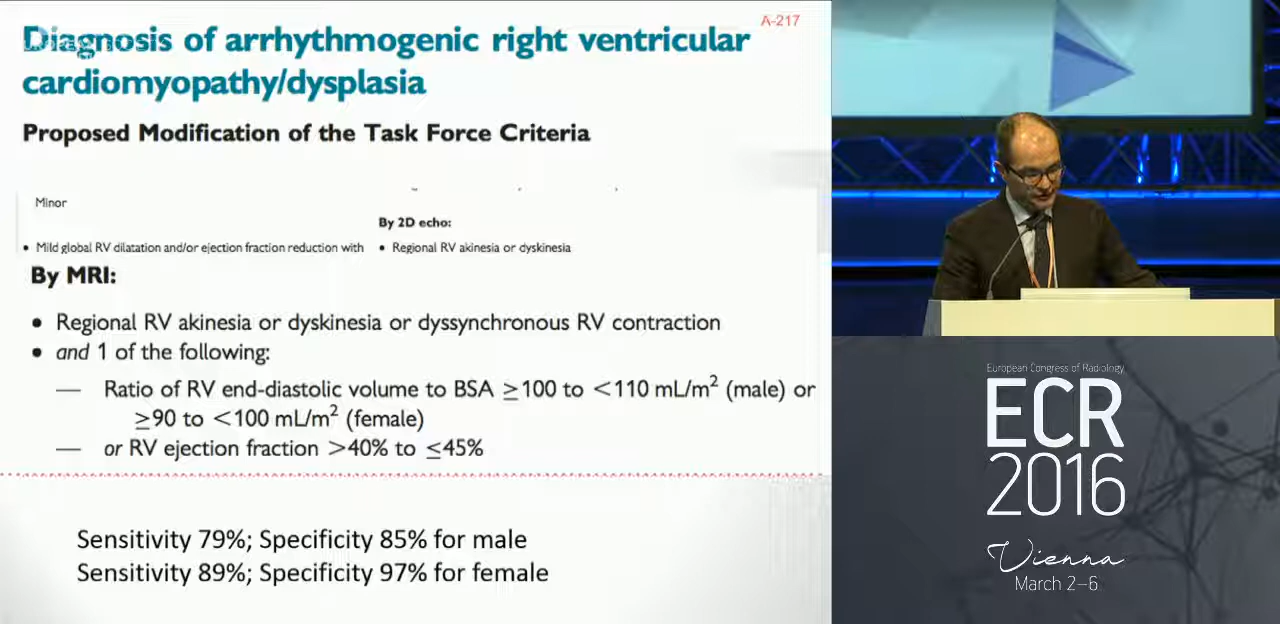 A-217
Diagnosis of arrhythmogenic right ventricular
cardiomyopathy/dysplasia
Proposed Modification of the Task Force Criteria
Minor
By 2D echo:
• Mild global RV dilatation and/or ejection fraction reduction with
• Regional RV akinesia or dyskinesia
By MRI:
• Regional RV akinesia or dyskinesia or dyssynchronous RV contraction
• and 1 of the following:
— Ratio of RV end-diastolic volume to BSA ≥100 to <110 mL/m² (male) or
≥90 to <100 mL/m² (female)
— or RV ejection fraction >40% to ≤45%
Sensitivity 79%; Specificity 85% for male
Sensitivity 89%; Specificity 97% for female
European Congress of Radiology
ECR
2016
Vienna
March 2–6